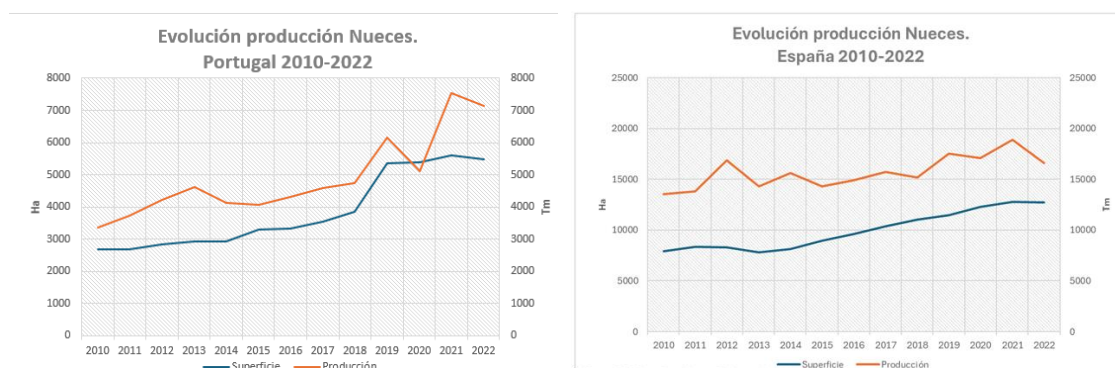 Evolución producción Nueces.
Portugal 2010-2022
8000
7000
6000
5000
4000
3000
2000
1000
0
Ha
8000
7000
6000
5000
4000
3000
2000
1000
0
Tm
2010 2011 2012 2013 2014 2015 2016 2017 2018 2019 2020 2021 2022
Superficie Producción
Evolución producción Nueces.
España 2010-2022
25000
20000
15000
10000
5000
0
Ha
25000
20000
15000
10000
5000
0
Tm
2010 2011 2012 2013 2014 2015 2016 2017 2018 2019 2020 2021 2022
Superficie Producción